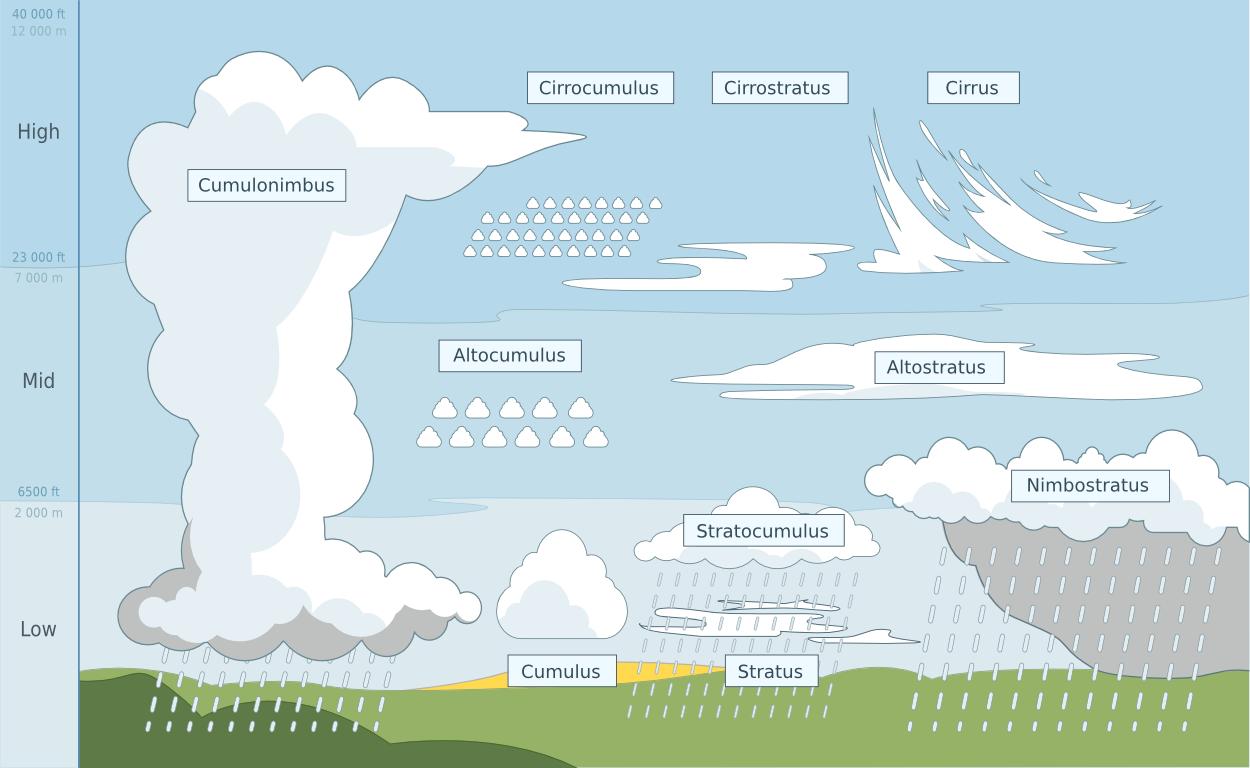 40 000 ft
12 000 m
High
23 000 ft
7 000 m
Mid
6500 ft
2 000 m
Low
Cirrocumulus
Cirrostratus
Cirrus
Cumulonimbus
Altocumulus
Altostratus
Nimbostratus
Stratocumulus
Cumulus
Stratus